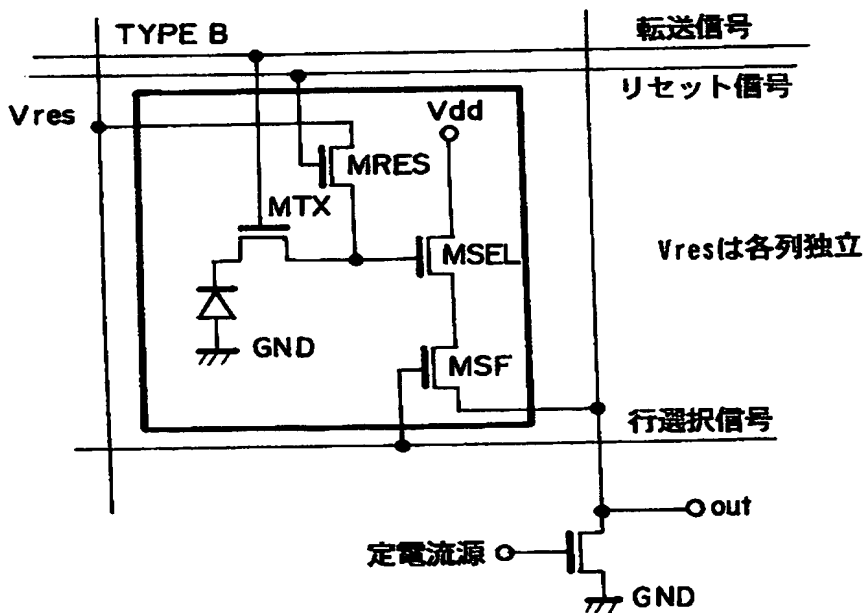 TYPE B
転送信号
リセット信号
Vres
Vdd
MRES
MTX
MSEL
Vresは各列独立
GND
MSF
行選択信号
out
定電流源
GND